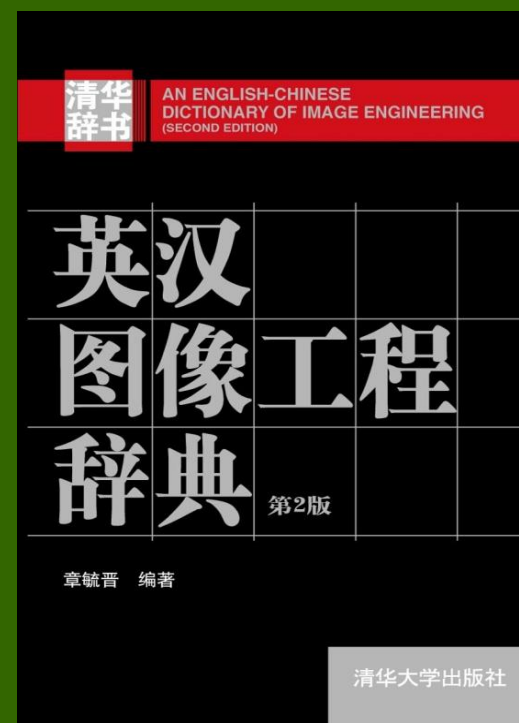 清华
辞书
AN ENGLISH-CHINESE
DICTIONARY OF IMAGE ENGINEERING
(SECOND EDITION)
英汉
图像工程
辞典 第2版
章毓晋 编著
清华大学出版社